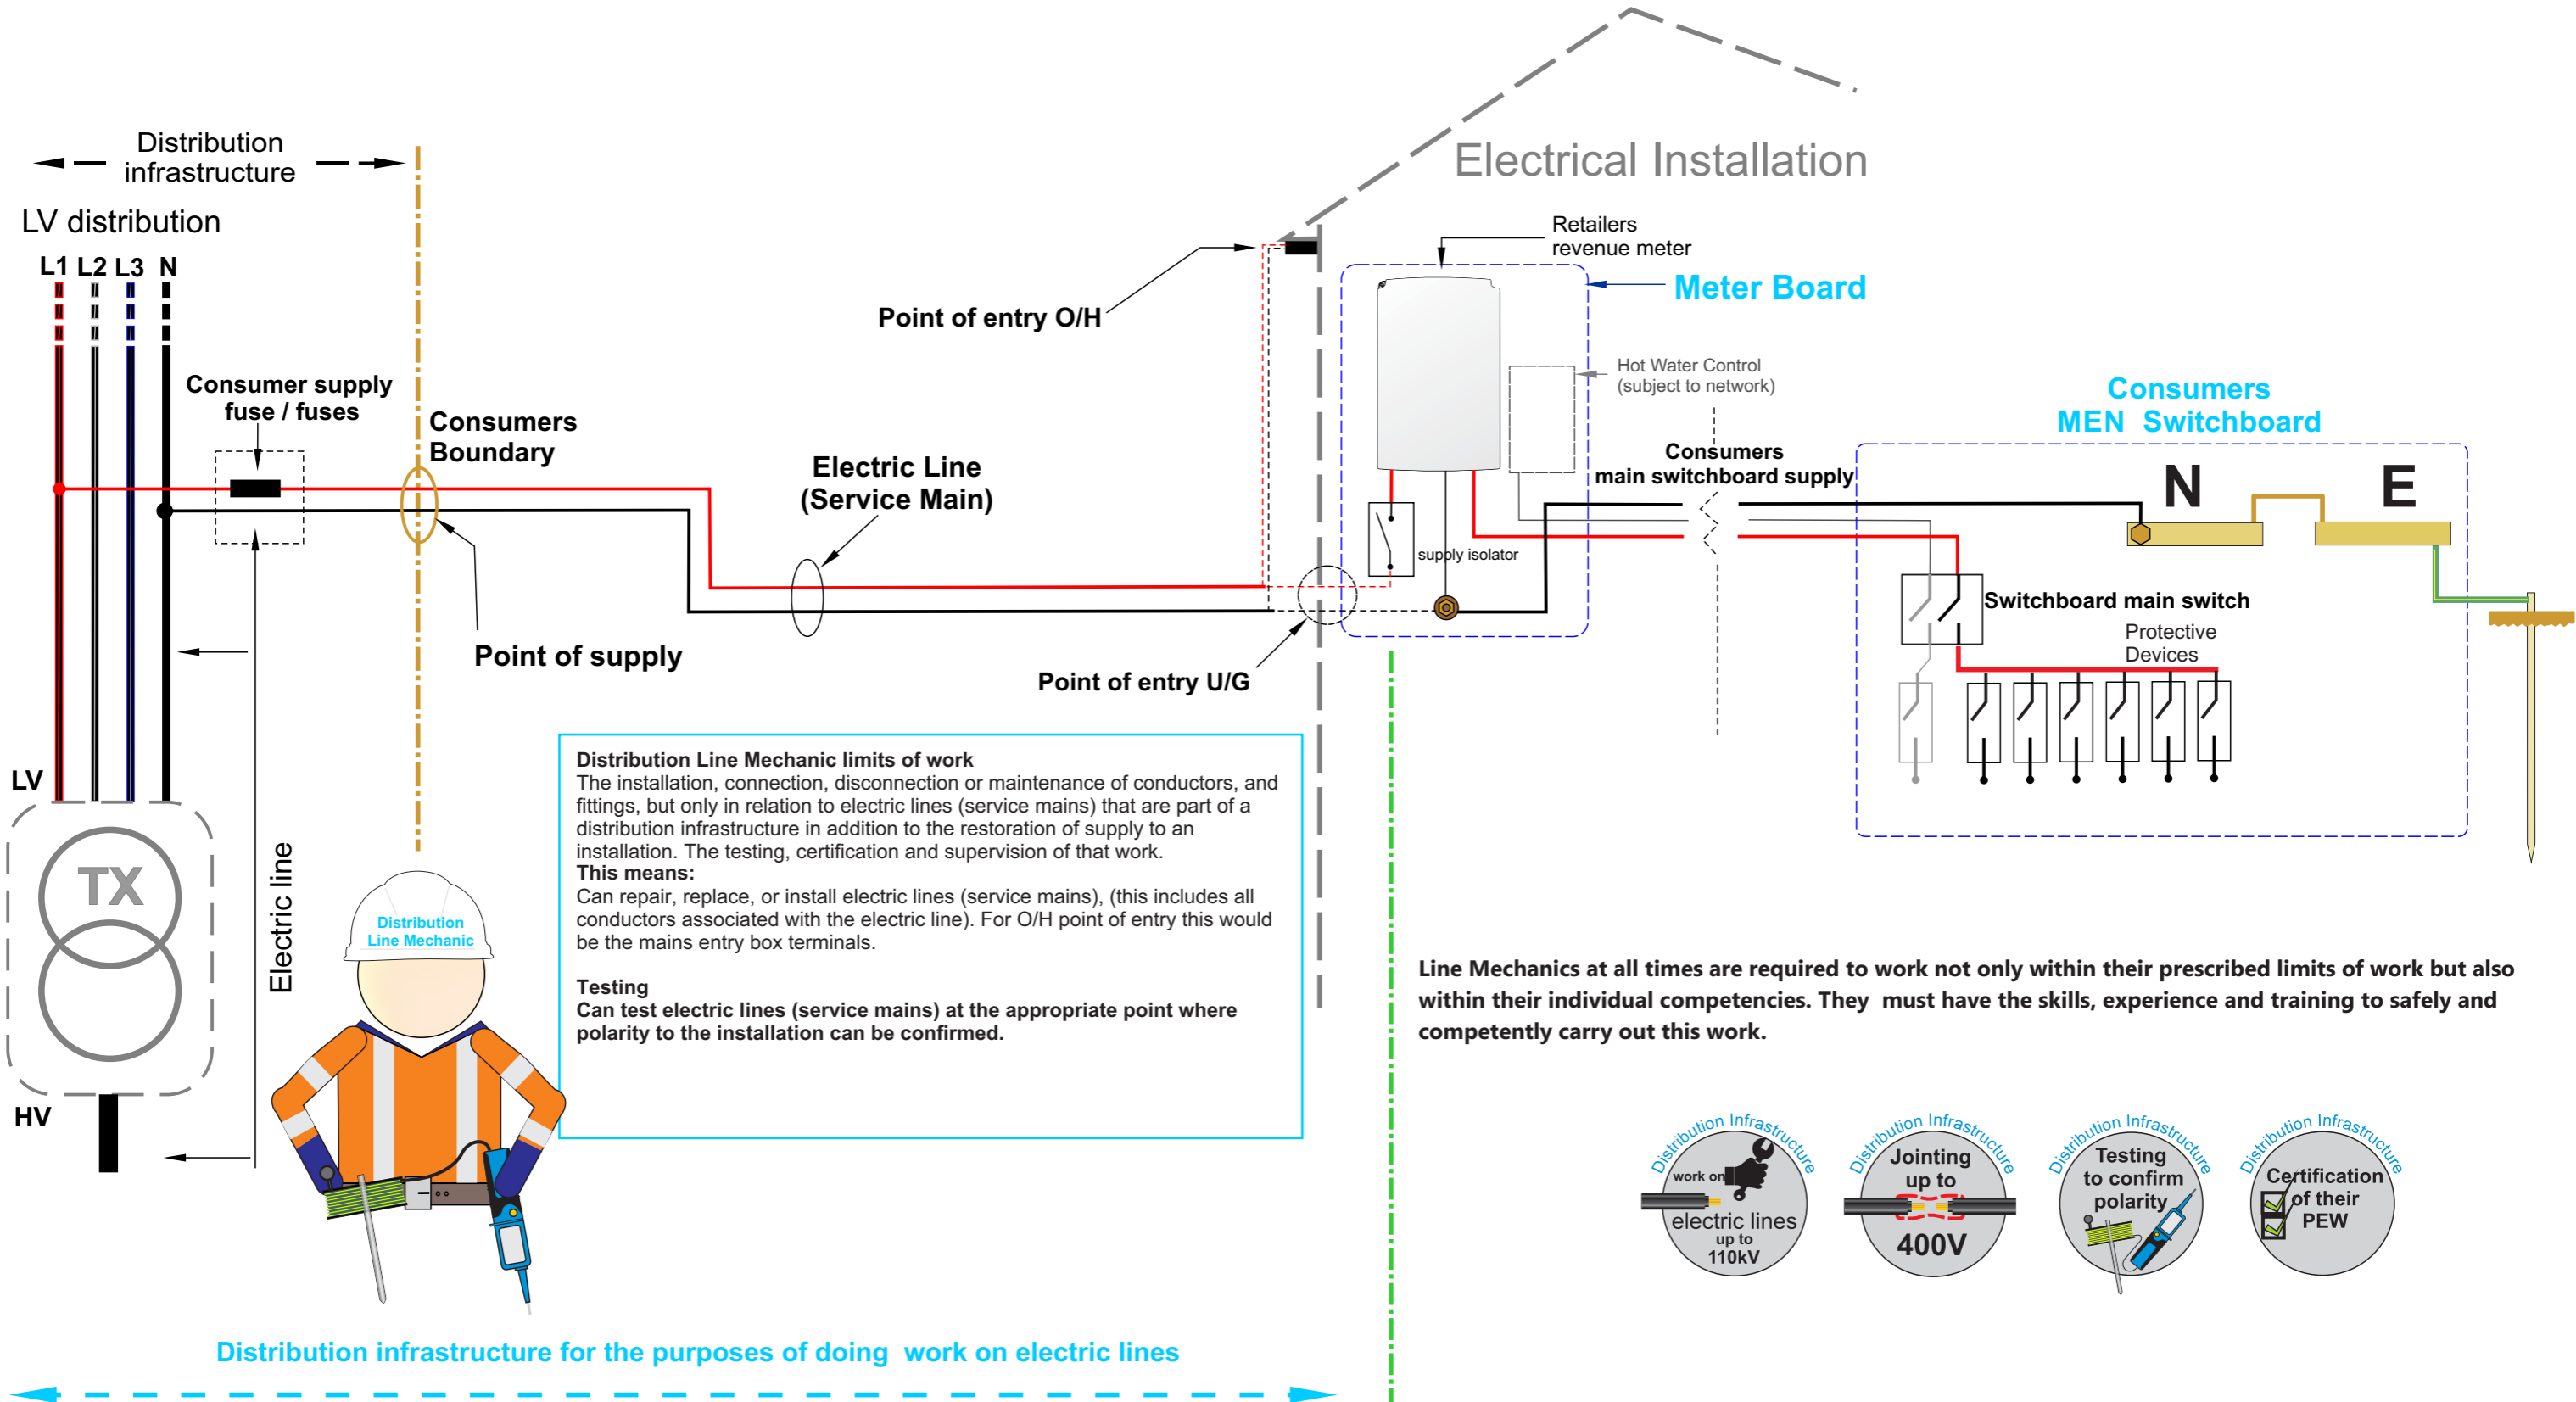 Distribution
infrastructure
LV distribution
L1 L2 L3 N
Consumer supply
fuse / fuses
Consumers
Boundary
Electric Line
(Service Main)
Point of supply
Point of entry O/H
Point of entry U/G
Electrical Installation
Retailers
revenue meter
Meter Board
Hot Water Control
(subject to network)
Consumers
main switchboard supply
supply isolator
Consumers
MEN Switchboard
N E
Switchboard main switch
Protective
Devices
LV
TX
HV
Electric line
Distribution
Line Mechanic
Distribution Line Mechanic limits of work
The installation, connection, disconnection or maintenance of conductors, and
fittings, but only in relation to electric lines (service mains) that are part of a
distribution infrastructure in addition to the restoration of supply to an
installation. The testing, certification and supervision of that work.
This means:
Can repair, replace, or install electric lines (service mains), (this includes all
conductors associated with the electric line). For O/H point of entry this would
be the mains entry box terminals.
Testing
Can test electric lines (service mains) at the appropriate point where
polarity to the installation can be confirmed.
Line Mechanics at all times are required to work not only within their prescribed limits of work but also
within their individual competencies. They must have the skills, experience and training to safely and
competently carry out this work.
Distribution Infrastructure
work on
electric lines
up to
110kV
Distribution Infrastructure
Jointing
up to
400V
Distribution Infrastructure
Testing
to confirm
polarity
Distribution Infrastructure
Certification
of their
PEW
Distribution infrastructure for the purposes of doing work on electric lines